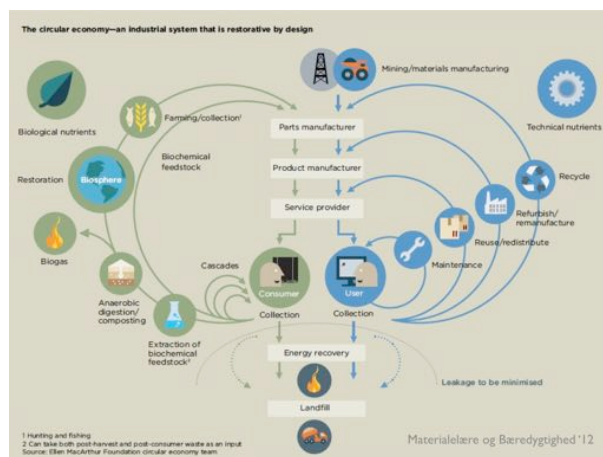 The circular economy—an industrial system that is restorative by design
Mining/materials manufacturing
Biological nutrients
Farming/collection¹
Technical nutrients
Parts manufacturer
Biochemical
feedstock
Product manufacturer
Restoration
Biosphere
Recycle
Service provider
Refurbish/
remanufacture
Reuse/redistribute
Biogas
Maintenance
Cascades
Consumer
User
Anaerobic
digestion/
composting
Collection
Collection
Extraction of
biochemical
feedstock²
Energy recovery
Leakage to be minimised
Landfill
1 Hunting and fishing
2 Can take both post-harvest and post-consumer waste as an input
Source: Ellen MacArthur Foundation circular economy team
Materialelære og Bæredygtighed '12